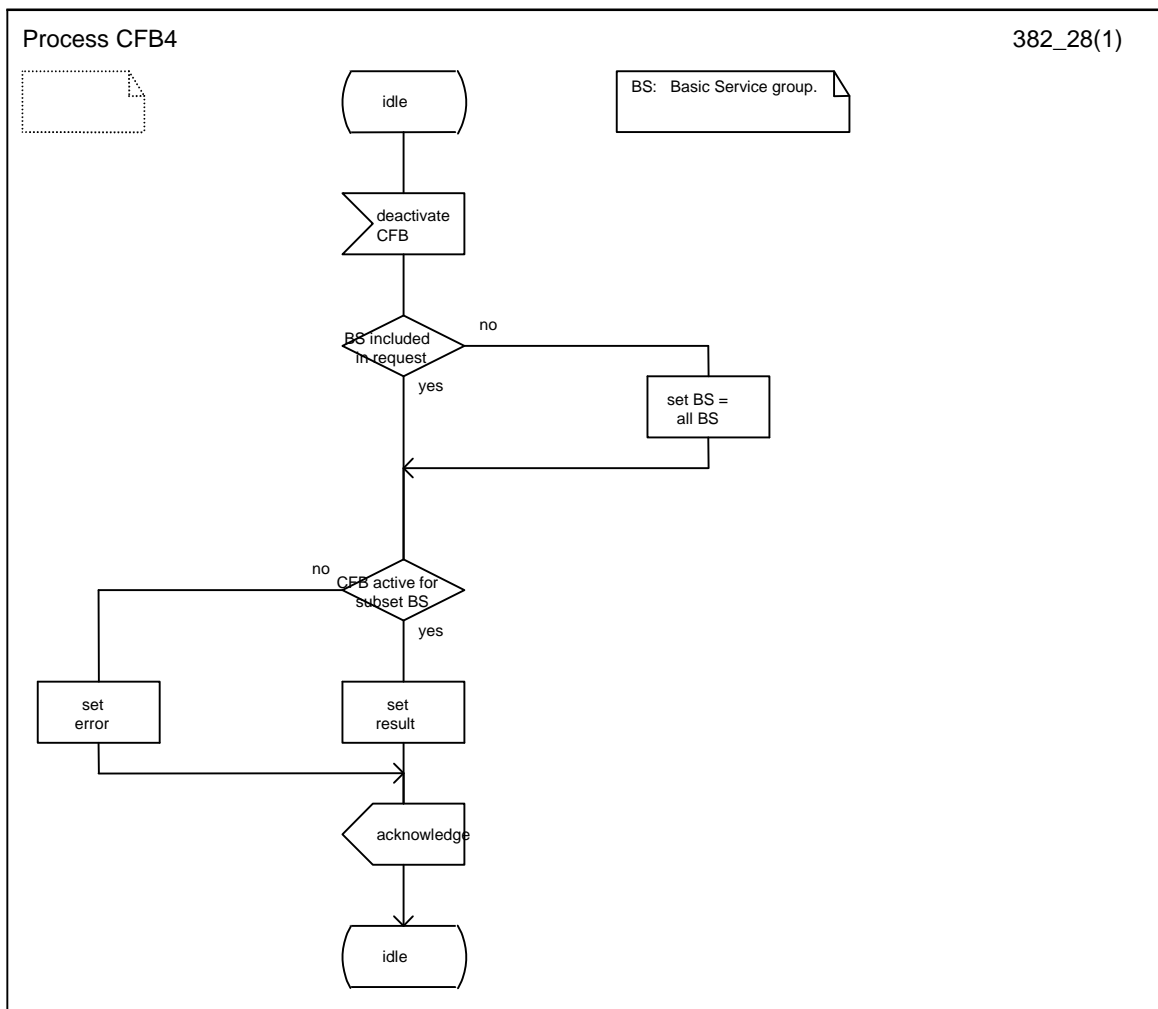 Process CFB4
382_28(1)
idle
BS: Basic Service group.
deactivate
CFB
BS included
in request
no
yes
set BS =
all BS
no
CFB active for
subset BS
yes
set
error
set
result
acknowledge
idle